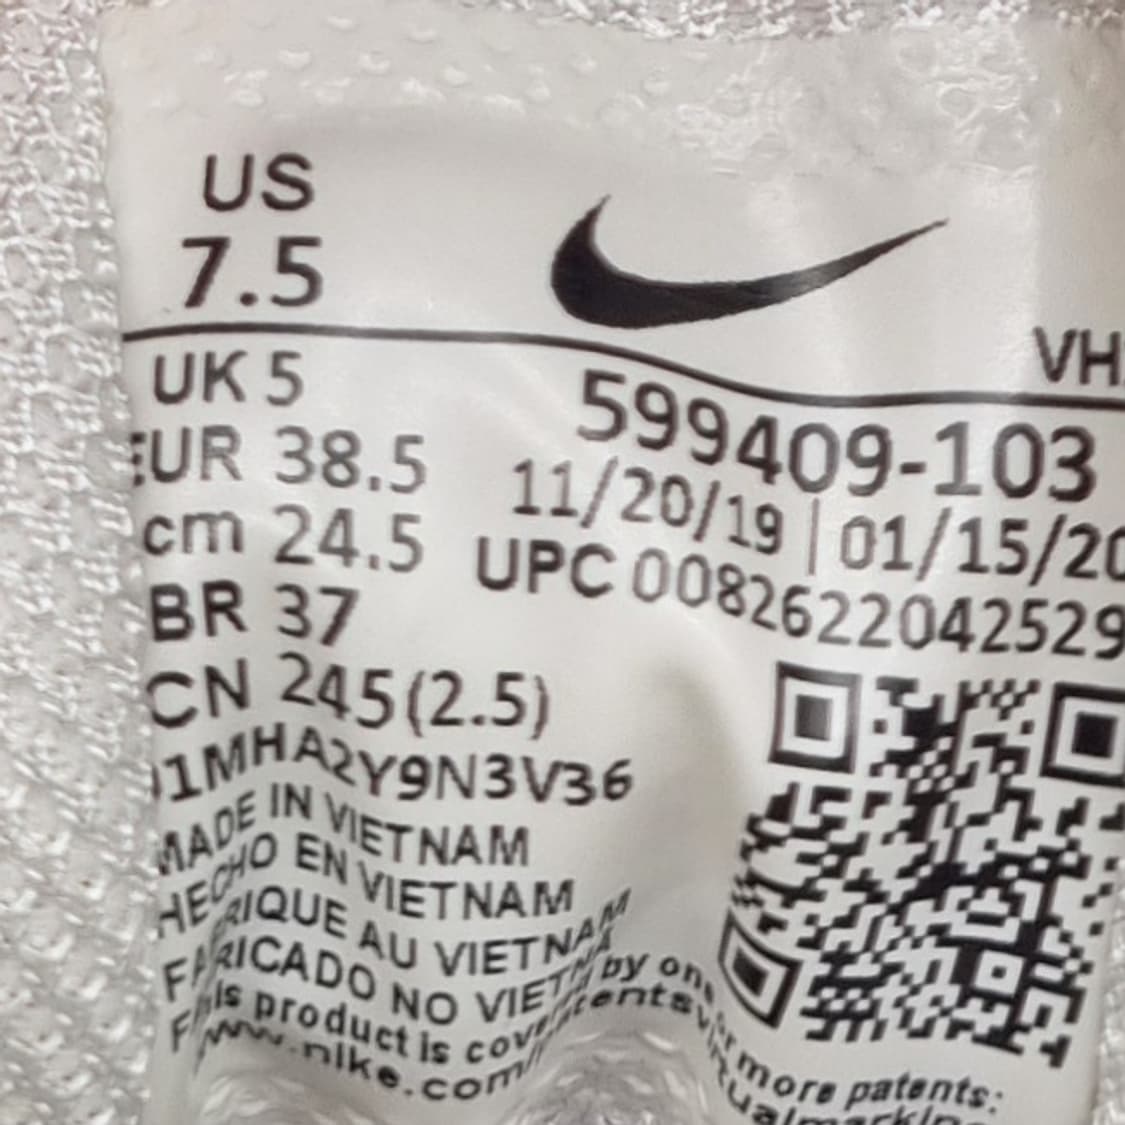 US
7.5
VH
UK 5
599409-103
EUR 38.5
11/20/19 | 01/15/20
cm 24.5
UPC 0082622042529
BR 37
CN 245(2.5)
1MHA2Y9N3V36
MADE IN VIETNAM
HECHO EN VIETNAM
FABRIQUE AU VIETNAM
FABRICADO NO VIETNAM
This product is covered by one or more patents:
www.nike.com/patentsvirtualmarking